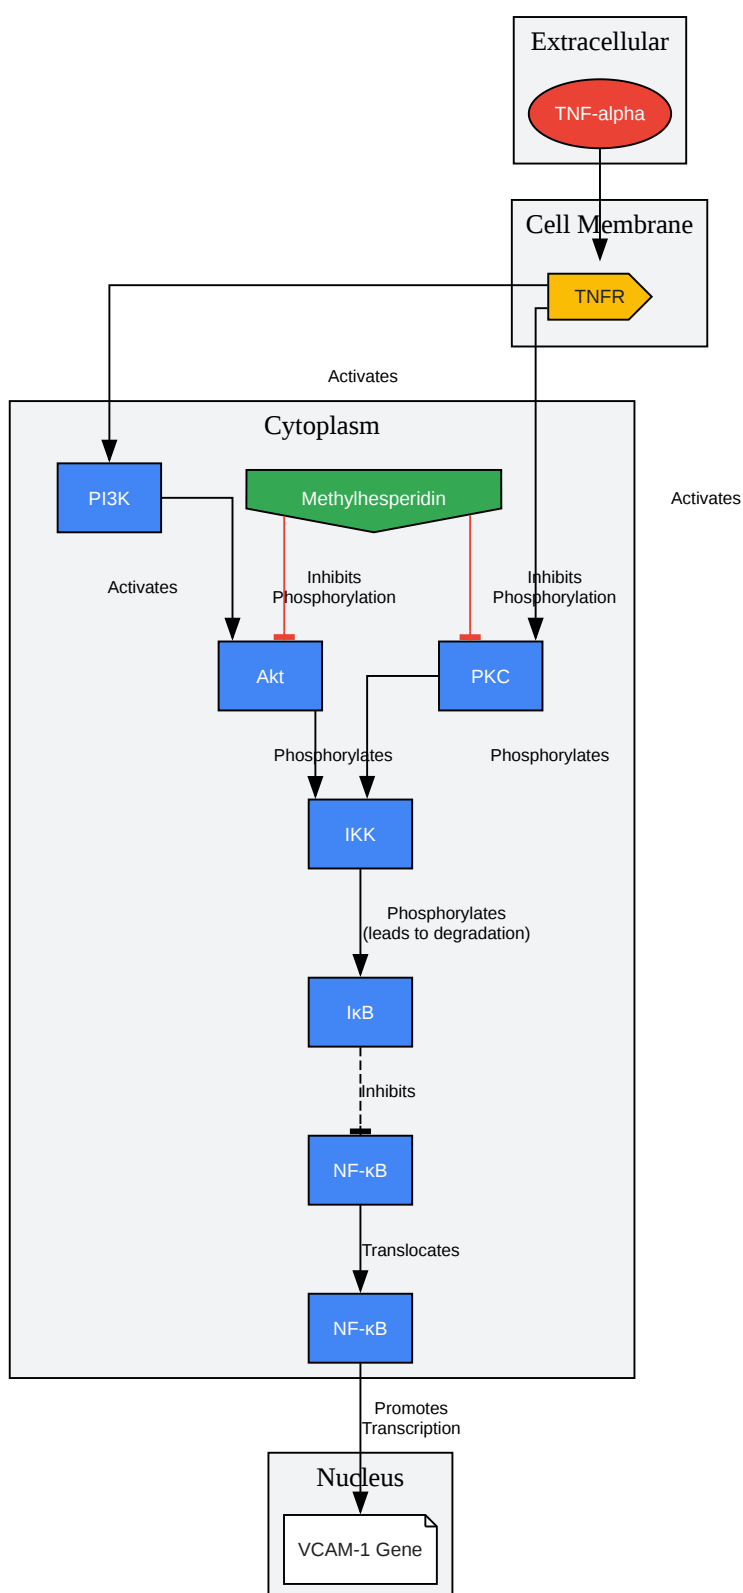 Extracellular
TNF-alpha
Cell Membrane
TNFR
Activates
Cytoplasm
PI3K
Methylhesperidin
Activates
Activates
Inhibits
Phosphorylation
Inhibits
Phosphorylation
Akt
PKC
Phosphorylates
Phosphorylates
IKK
Phosphorylates
(leads to degradation)
IκB
Inhibits
NF-κB
Translocates
NF-κB
Promotes
Transcription
Nucleus
VCAM-1 Gene